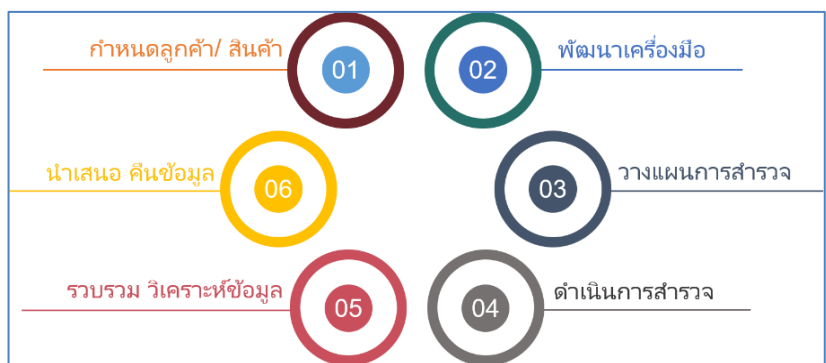 กำหนดลูกค้า/ สินค้า
01
02
พัฒนาเครื่องมือ
นำเสนอ คืนข้อมูล
06
03
วางแผนการสำรวจ
รวบรวม วิเคราะห์ข้อมูล
05
04
ดำเนินการสำรวจ